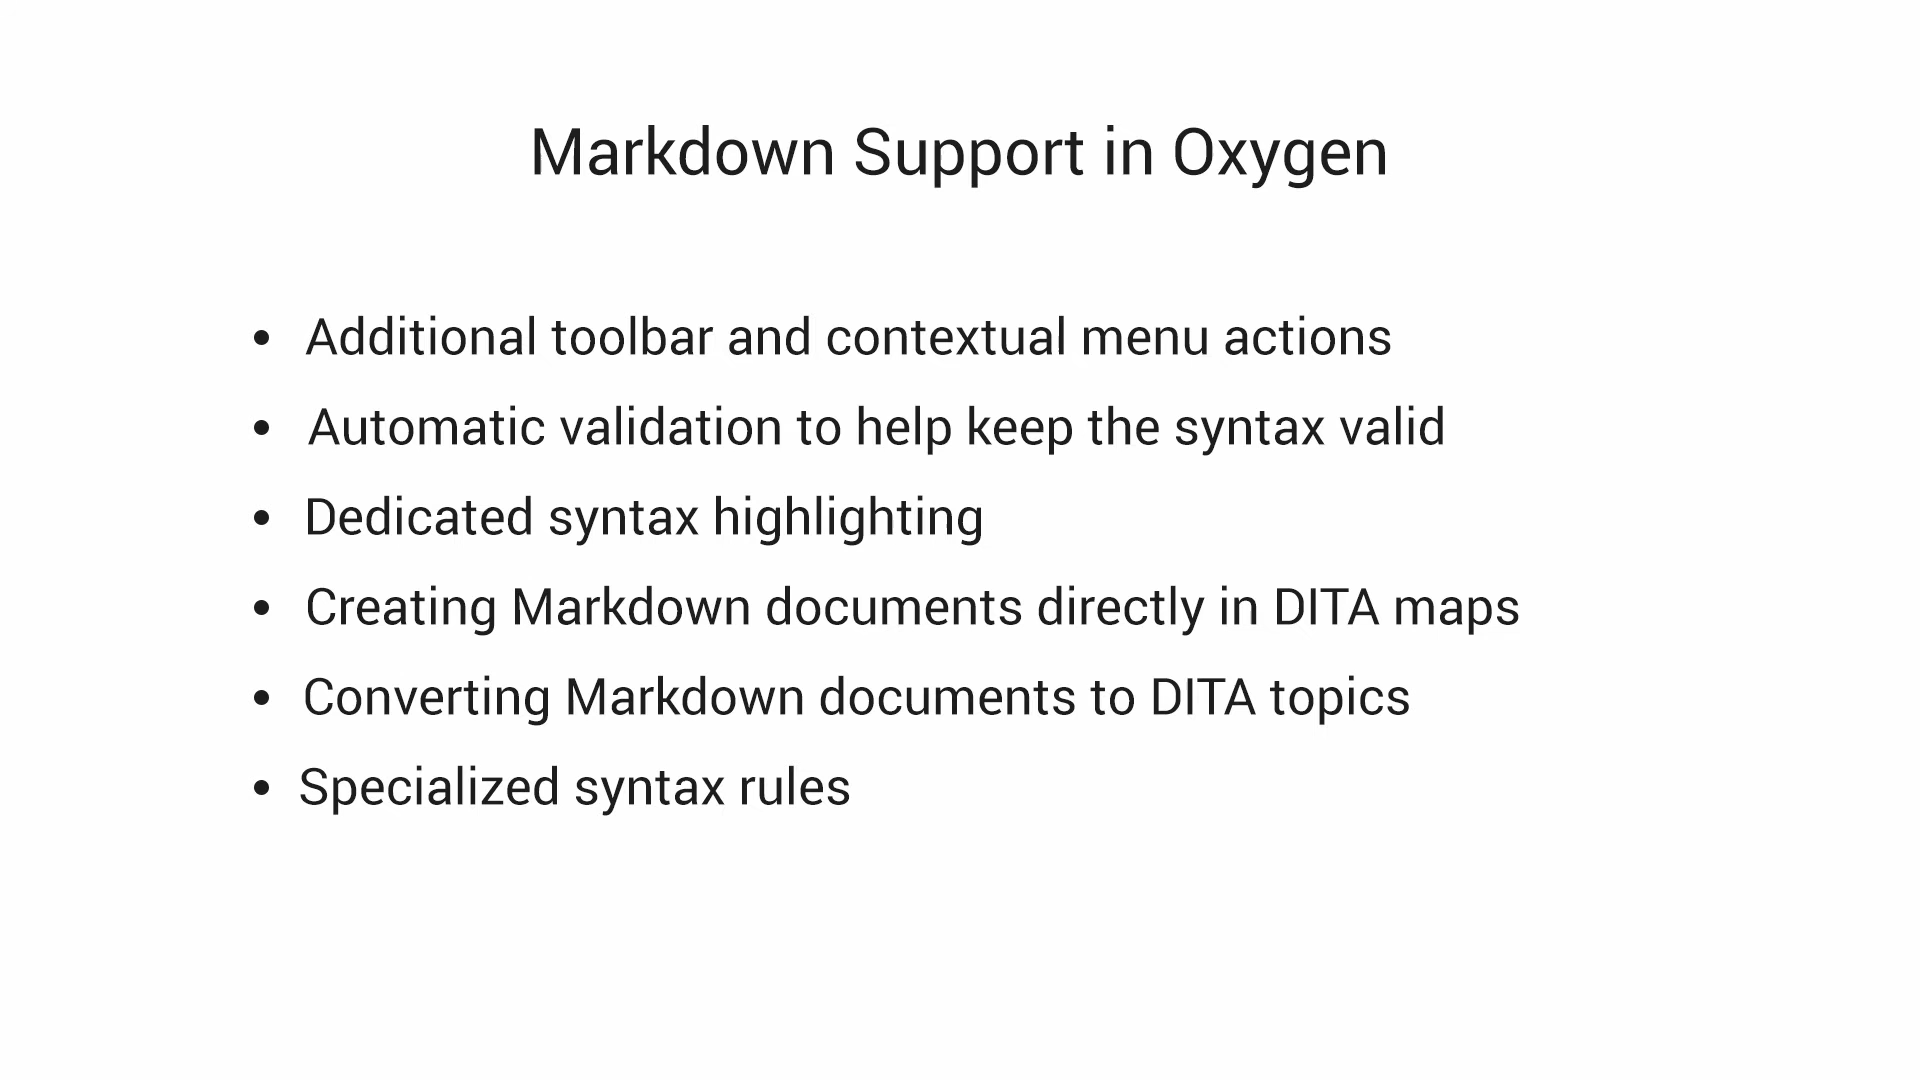 Markdown Support in Oxygen
• Additional toolbar and contextual menu actions
• Automatic validation to help keep the syntax valid
• Dedicated syntax highlighting
• Creating Markdown documents directly in DITA maps
• Converting Markdown documents to DITA topics
• Specialized syntax rules